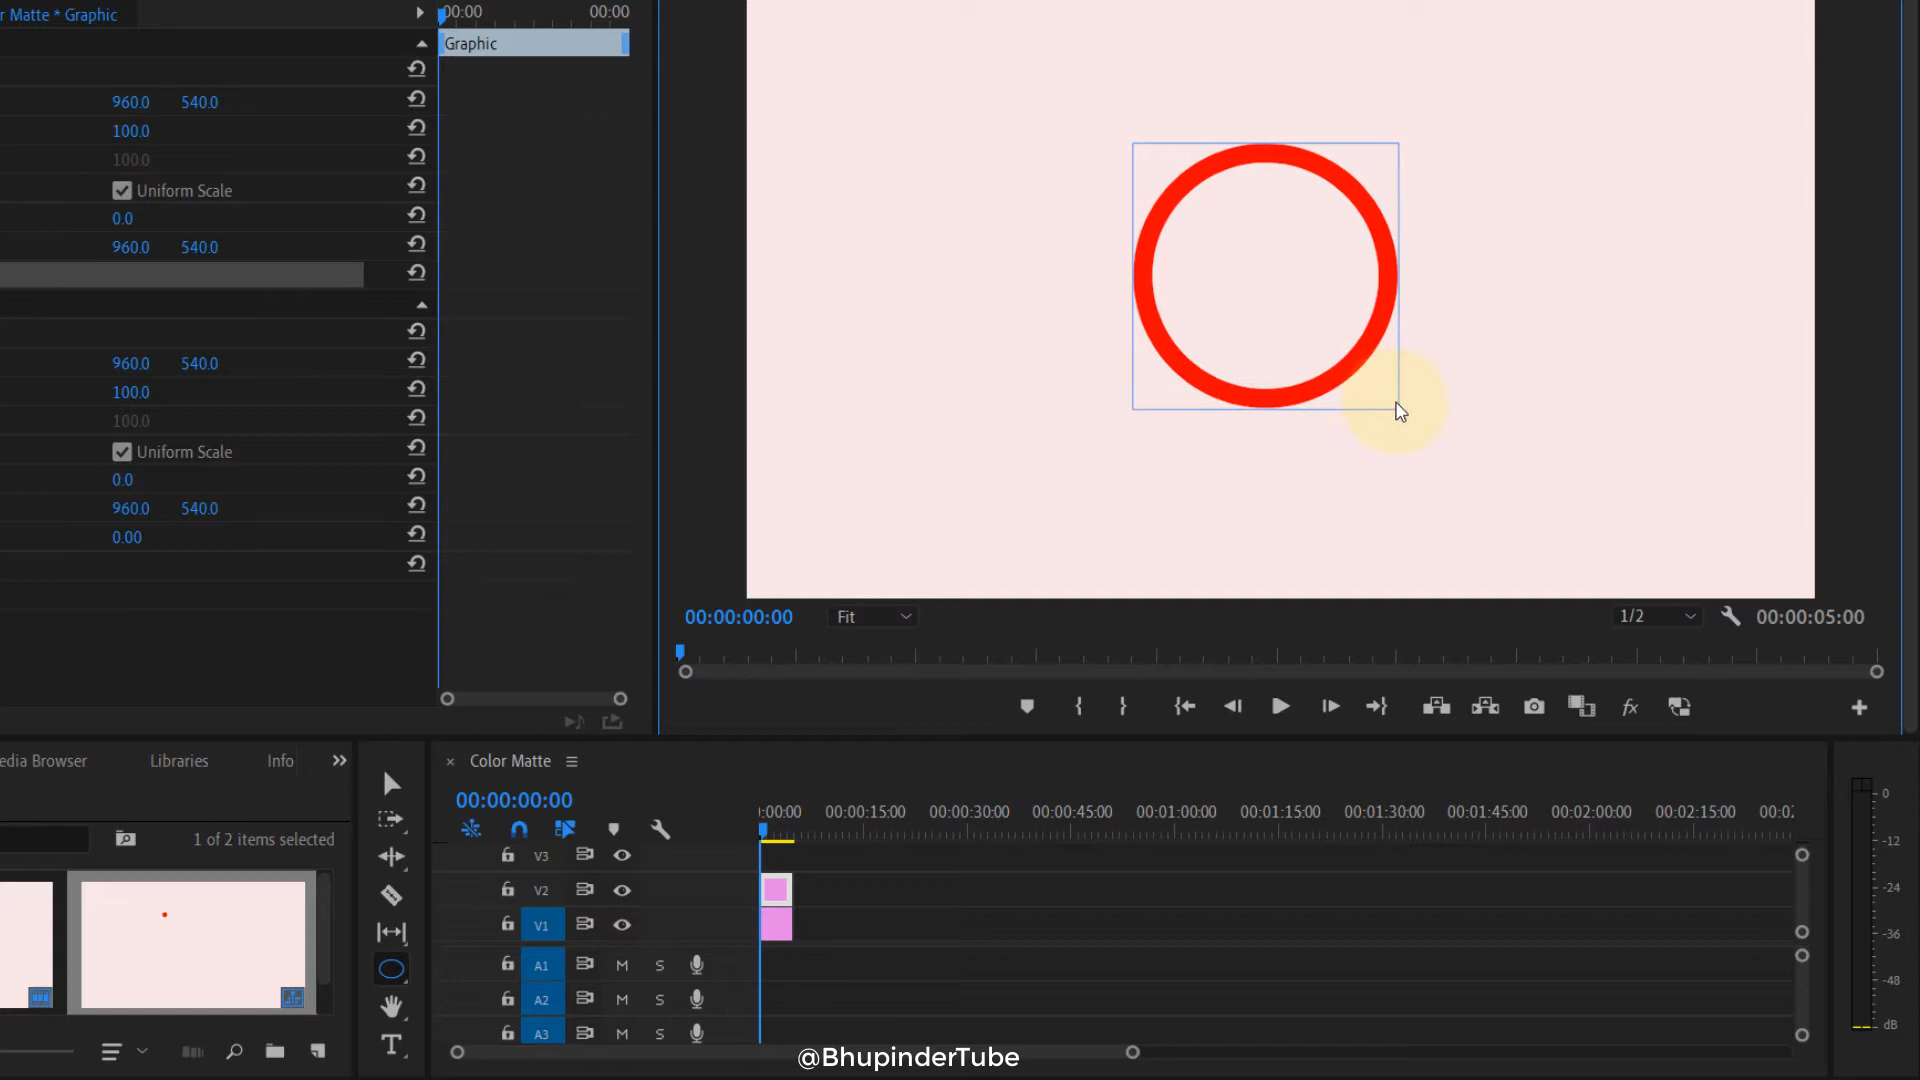 or Matte * Graphic
:00:00 00:00
Graphic
960.0 540.0
100.0
100.0
Uniform Scale
0.0
960.0 540.0
960.0 540.0
100.0
100.0
Uniform Scale
0.0
960.0 540.0
0.00
00:00:00:00 Fit 1/2 00:00:05:00
fx
edia Browser Libraries Info
1 of 2 items selected
Color Matte
00:00:00:00
:00:00 00:00:15:00 00:00:30:00 00:00:45:00 00:01:00:00 00:01:15:00 00:01:30:00 00:01:45:00 00:02:00:00 00:02:15:00 00:02:
V3
V2
V1
A1 M S
A2 M S
A3 M S
T
0
-12
-24
-36
-48
dB
@BhupinderTube